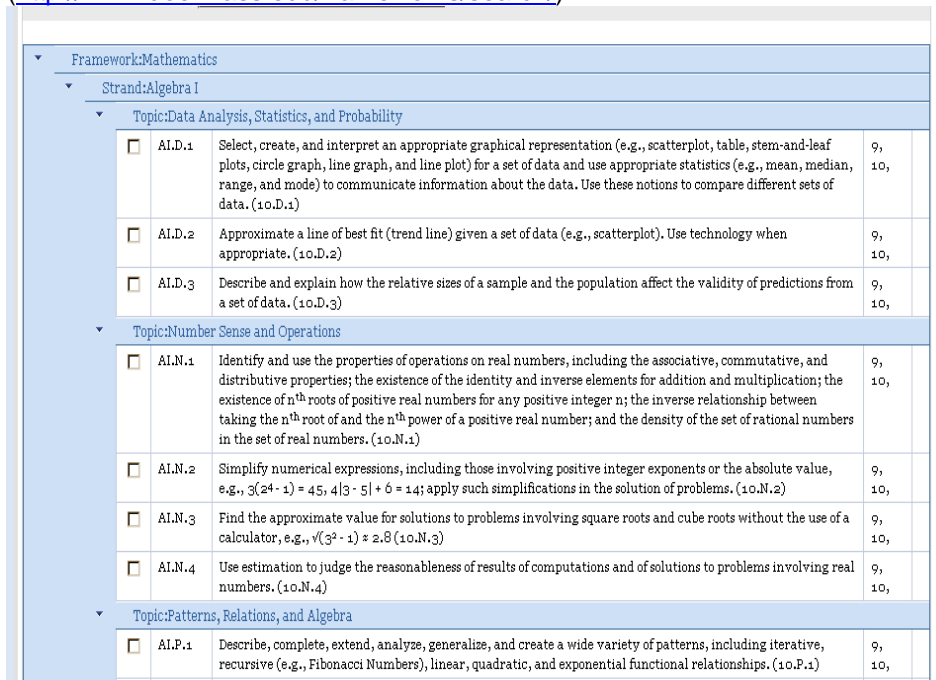 Framework:Mathematics
Strand:Algebra I
Topic:Data Analysis, Statistics, and Probability
AI.D.1 Select, create, and interpret an appropriate graphical representation (e.g., scatterplot, table, stem-and-leaf 9,
plots, circle graph, line graph, and line plot) for a set of data and use appropriate statistics (e.g., mean, median, 10,
range, and mode) to communicate information about the data. Use these notions to compare different sets of
data. (10.D.1)
AI.D.2 Approximate a line of best fit (trend line) given a set of data (e.g., scatterplot). Use technology when 9,
appropriate. (10.D.2) 10,
AI.D.3 Describe and explain how the relative sizes of a sample and the population affect the validity of predictions from 9,
a set of data. (10.D.3) 10,
Topic:Number Sense and Operations
AI.N.1 Identify and use the properties of operations on real numbers, including the associative, commutative, and 9,
distributive properties; the existence of the identity and inverse elements for addition and multiplication; the 10,
existence of nth roots of positive real numbers for any positive integer n; the inverse relationship between
taking the nth root of and the nth power of a positive real number; and the density of the set of rational numbers
in the set of real numbers. (10.N.1)
AI.N.2 Simplify numerical expressions, including those involving positive integer exponents or the absolute value, 9,
e.g., 3(2⁴ - 1) = 45, 4|3 - 5| + 6 = 14; apply such simplifications in the solution of problems. (10.N.2) 10,
AI.N.3 Find the approximate value for solutions to problems involving square roots and cube roots without the use of a 9,
calculator, e.g., √(3² - 1) ≈ 2.8 (10.N.3) 10,
AI.N.4 Use estimation to judge the reasonableness of results of computations and of solutions to problems involving real 9,
numbers. (10.N.4) 10,
Topic:Patterns, Relations, and Algebra
AI.P.1 Describe, complete, extend, analyze, generalize, and create a wide variety of patterns, including iterative, 9,
recursive (e.g., Fibonacci Numbers), linear, quadratic, and exponential functional relationships. (10.P.1) 10,